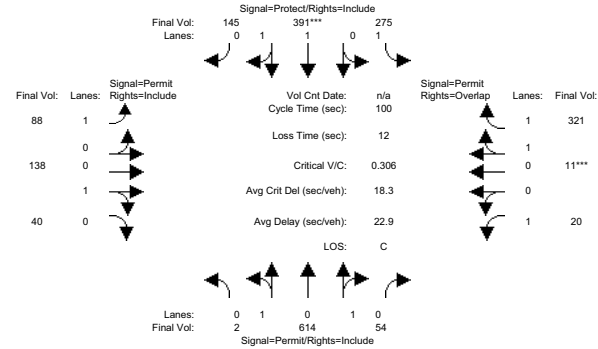 Signal=Protect/Rights=Include
Final Vol: 145 391*** 275
Lanes: 0 1 1 0 1
Signal=Permit Signal=Permit
Final Vol: Lanes: Rights=Include Vol Cnt Date: n/a Rights=Overlap Lanes: Final Vol:
Cycle Time (sec): 100
88 1 1 321
Loss Time (sec): 12
0 1
138 0 Critical V/C: 0.306 0 11***
1 Avg Crit Del (sec/veh): 18.3 0
40 0 Avg Delay (sec/veh): 22.9 1 20
LOS: C
Lanes: 0 1 0 1 0
Final Vol: 2 614 54
Signal=Permit/Rights=Include